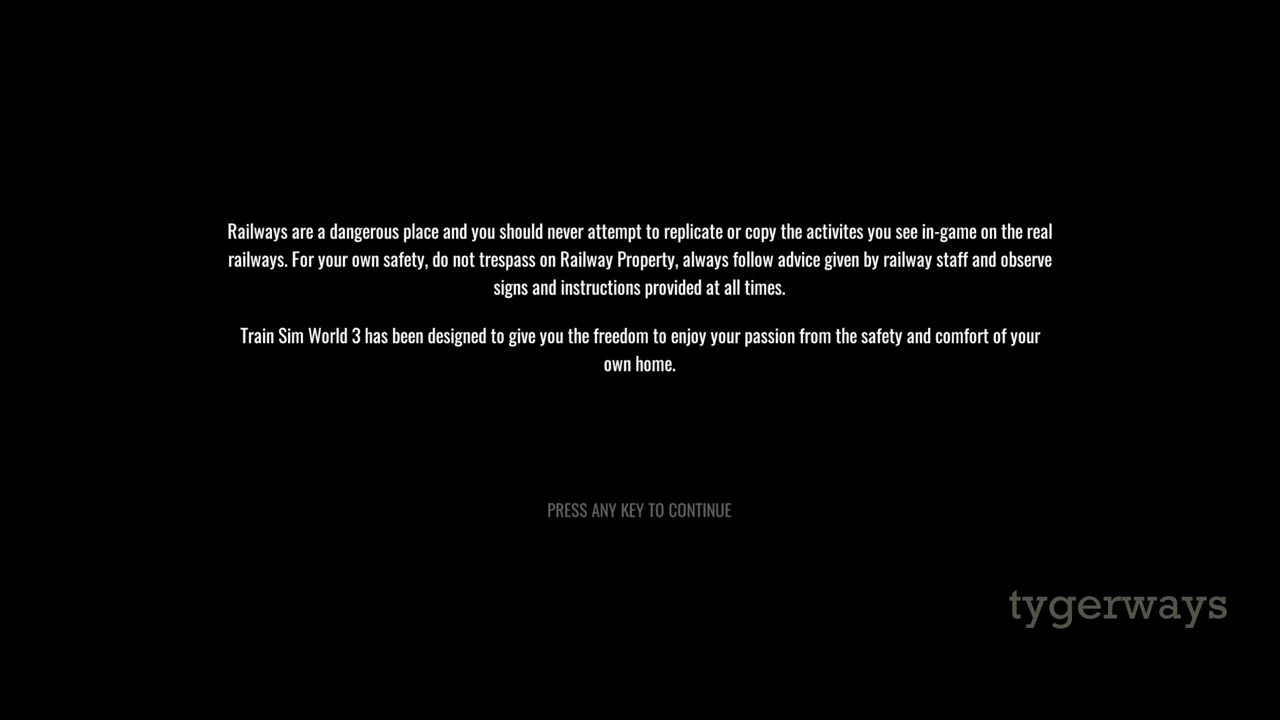 Railways are a dangerous place and you should never attempt to replicate or copy the activites you see in-game on the real
railways. For your own safety, do not trespass on Railway Property, always follow advice given by railway staff and observe
signs and instructions provided at all times.
Train Sim World 3 has been designed to give you the freedom to enjoy your passion from the safety and comfort of your
own home.
PRESS ANY KEY TO CONTINUE
tygerways